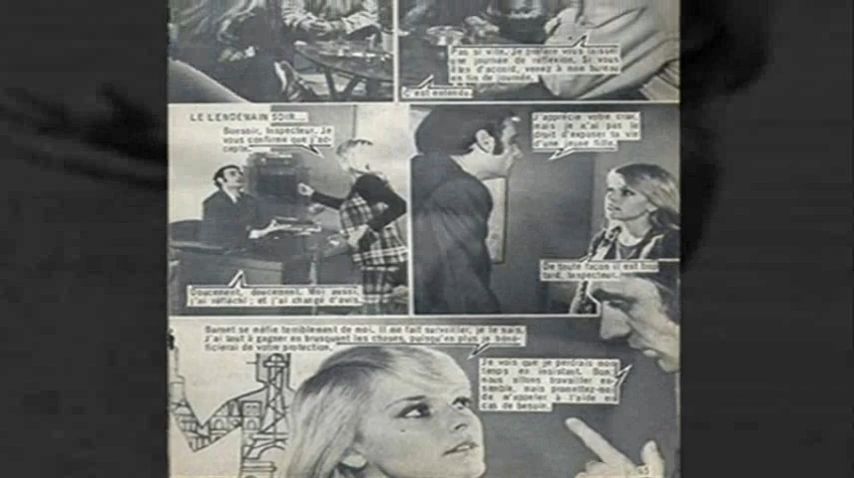 Pas si vite. Je préfère vous laisser
une journée de réflexion. Si vous
êtes d'accord, venez à mon bureau
en fin de journée.
C'est entendu.
LE LENDEMAIN SOIR...
Bonsoir, Inspecteur. Je
vous confirme que j'ac-
cepte.
J'apprécie votre cran,
mais je n'ai pas le
droit d'exposer la vie
d'une jeune fille.
Doucement, doucement. Moi aussi,
j'ai réfléchi ; et j'ai changé d'avis.
De toute façon il est trop
tard, Inspecteur.
Barnet se méfie terriblement de moi. Il me fait surveiller, je le sais.
J'ai tout à gagner en brusquant les choses, puisqu'en plus je béné-
ficierai de votre protection.
Je vois que je perdrais mon
temps en insistant. Bon,
nous allons travailler en-
semble, mais promettez-moi
de m'appeler à l'aide en
cas de besoin.